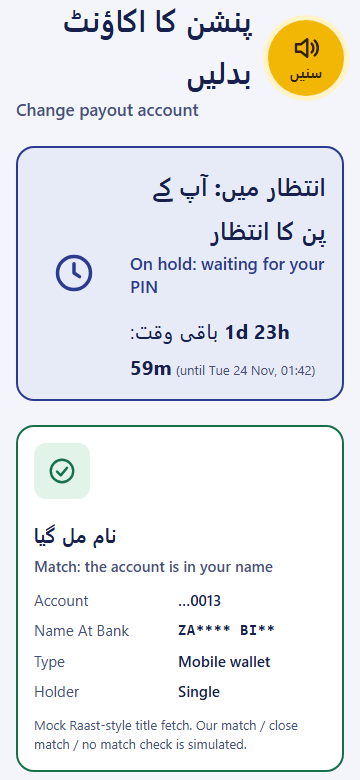 پنشن کا اکاؤنٹ
بدلیں
سنیں
Change payout account
انتظار میں: آپ کے
پن کا انتظار
On hold: waiting for your
PIN
باقی وقت: 1d 23h
59m (until Tue 24 Nov, 01:42)
نام مل گیا
Match: the account is in your name
Account ...0013
Name At Bank ZA**** BI**
Type Mobile wallet
Holder Single
Mock Raast-style title fetch. Our match / close
match / no match check is simulated.